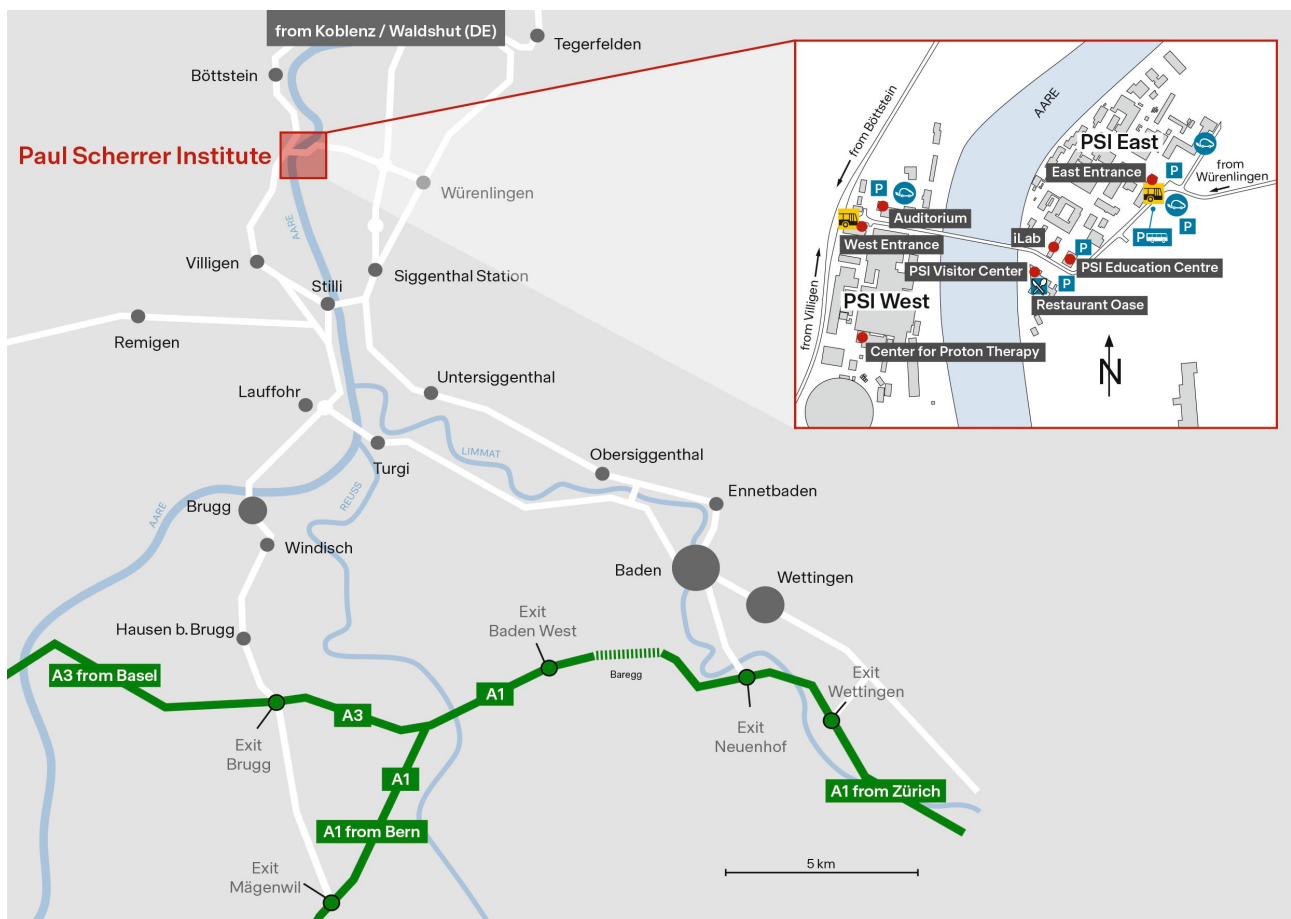 from Koblenz / Waldshut (DE)
Tegerfelden
Böttstein
Paul Scherrer Institute
Würenlingen
AARE
Villigen
Siggenthal Station
Stilli
Remigen
Untersiggenthal
Lauffohr
Turgi
LIMMAT
Obersiggenthal
Ennetbaden
AARE
REUSS
Brugg
Windisch
Baden
Wettingen
Hausen b. Brugg
Exit
Baden West
Baregg
A3 from Basel
A3
A1
Exit
Brugg
Exit
Neuenhof
Exit
Wettingen
A1
A1 from Bern
A1 from Zürich
Exit
Mägenwil
5 km
from Böttstein
AARE
PSI East
East Entrance
P
from
Würenlingen
P
Auditorium
West Entrance
iLab
P
P
P
PSI Visitor Center
PSI Education Centre
P
Restaurant Oase
PSI West
from Villigen
Center for Proton Therapy
N